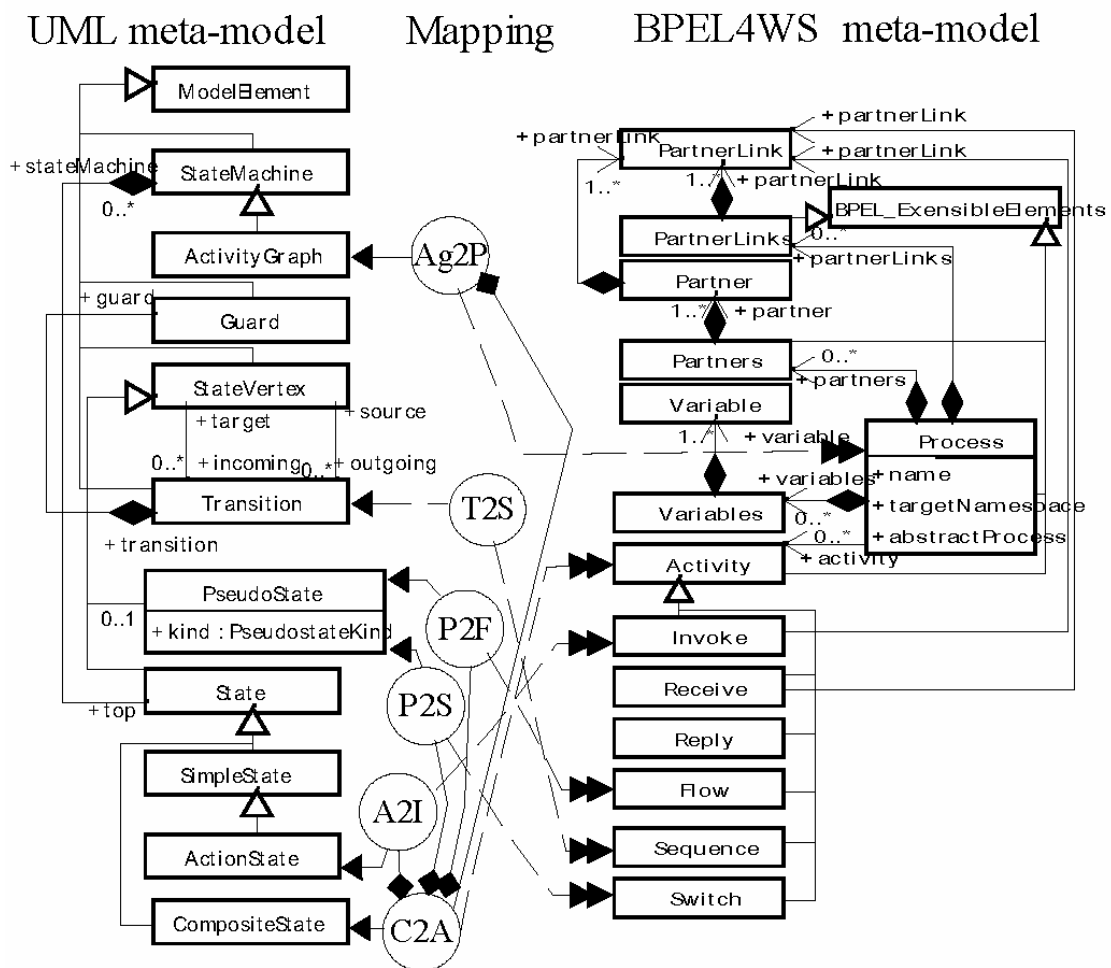 UML meta-model
Mapping
BPEL4WS meta-model
ModelElement
+ stateMachine
StateMachine
0..*
ActivityGraph
+ guard
Guard
StateVertex
+ target
+ source
0..*
+ incoming
0..*
+ outgoing
Transition
+ transition
PseudoState
0..1
+ kind : PseudostateKind
State
+ top
SimpleState
ActionState
CompositeState
Ag2P
T2S
P2F
P2S
A2I
C2A
+ partnerLink
+ partnerLink
PartnerLink
+ partnerLink
1..*
1..*
+ partnerLink
BPEL_ExensibleElements
PartnerLinks
0..*
+ partnerLinks
Partner
1..*
+ partner
Partners
0..*
+ partners
Variable
1..*
+ variable
Process
+ name
+ targetNamespace
+ abstractProcess
+ variables
Variables
0..*
0..*
Activity
+ activity
Invoke
Receive
Reply
Flow
Sequence
Switch